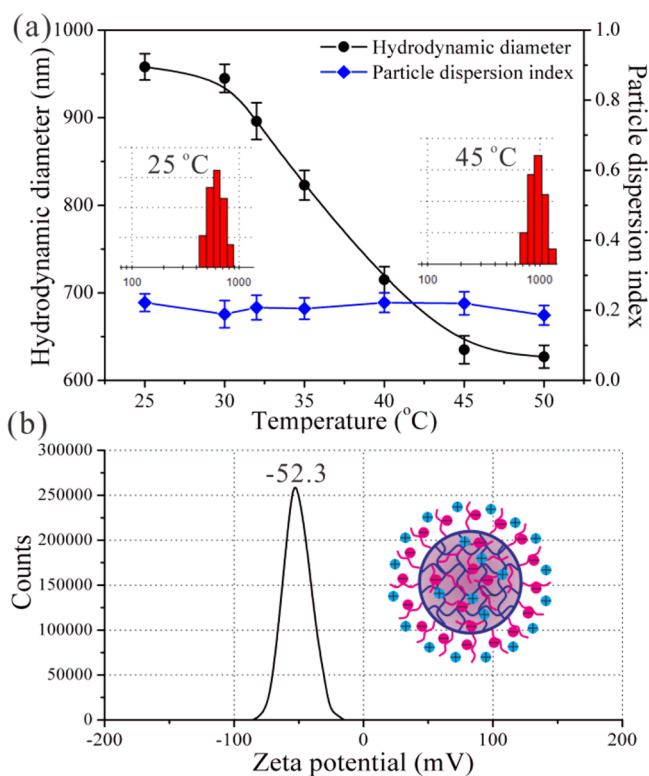 (a)
1000
900
800
700
600
Hydrodynamic diameter (nm)
Hydrodynamic diameter
Particle dispersion index
1.0
0.8
0.6
0.4
0.2
0.0
Particle dispersion index
25 °C
100
1000
45 °C
100
1000
25 30 35 40 45 50
Temperature (°C)
(b)
300000
250000
200000
150000
100000
50000
0
Counts
-52.3
-200 -100 0 100 200
Zeta potential (mV)